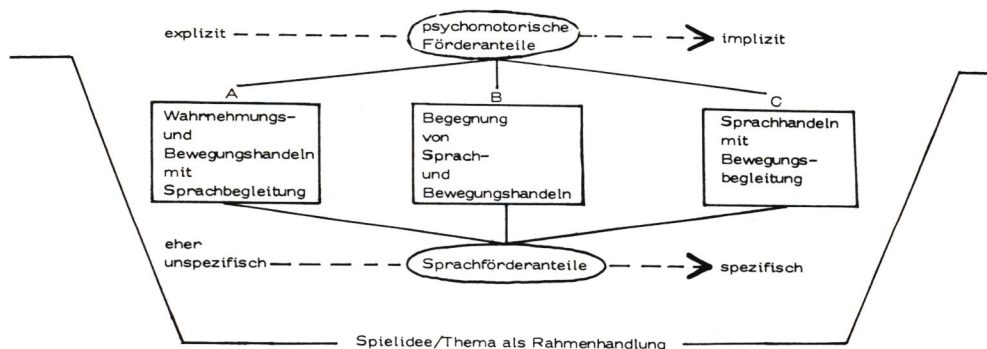 explizit
psychomotorische
Förderanteile
implizit
A
B
C
Wahrnehmungs-
und
Bewegungshandeln
mit
Sprachbegleitung
Begegnung
von
Sprach-
und
Bewegungshandeln
Sprachhandeln
mit
Bewegungs-
begleitung
eher
unspezifisch
Sprachförderanteile
spezifisch
Spielidee/Thema als Rahmenhandlung